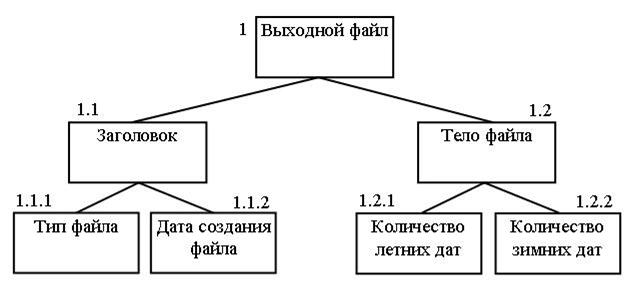 1 Выходной файл
1.1
1.2
Заголовок
Тело файла
1.1.1
1.1.2
1.2.1
1.2.2
Тип файла
Дата создания
файла
Количество
летних дат
Количество
зимних дат